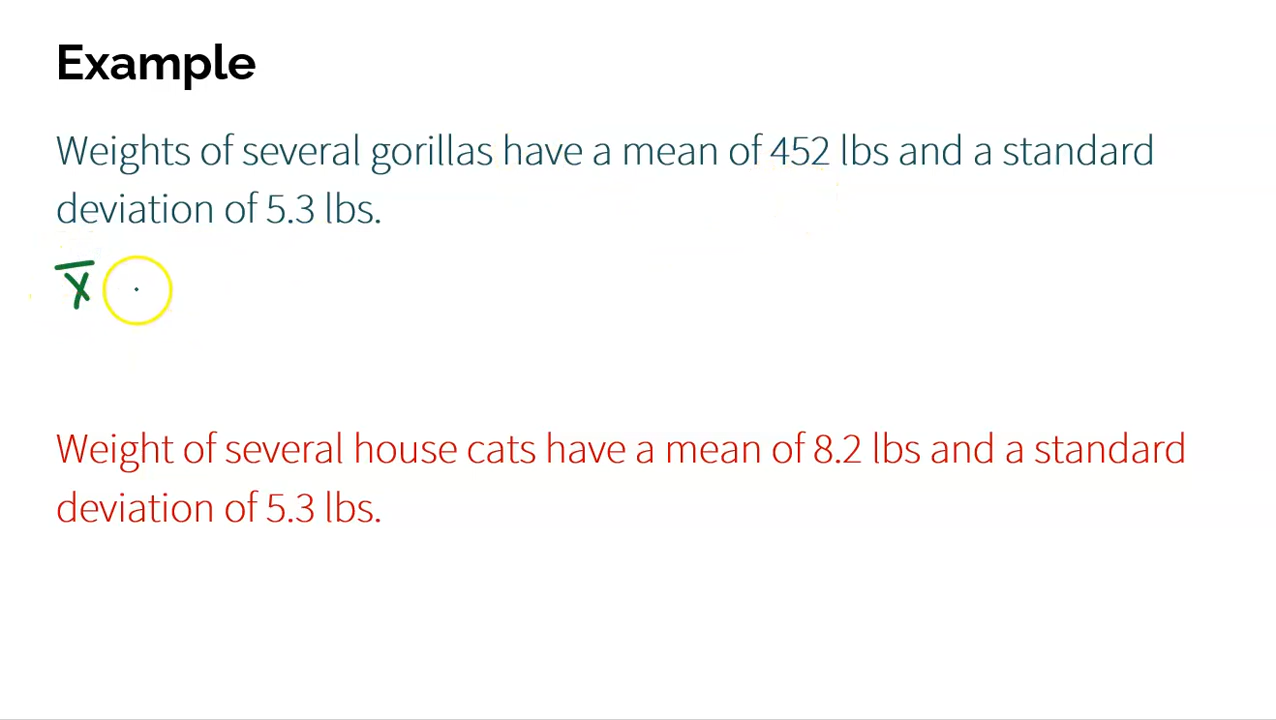 Example
Weights of several gorillas have a mean of 452 lbs and a standard
deviation of 5.3 lbs.
x̅
Weight of several house cats have a mean of 8.2 lbs and a standard
deviation of 5.3 lbs.